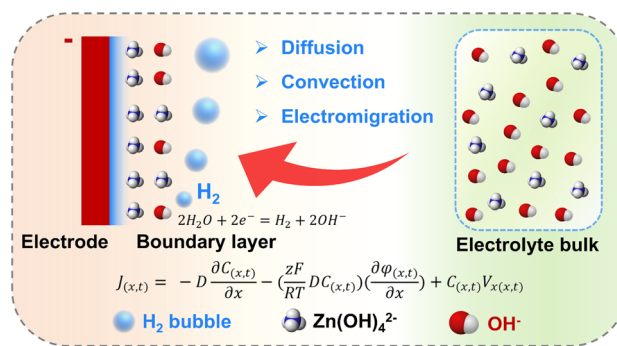 -
➤ Diffusion
➤ Convection
➤ Electromigration
H₂
2H₂O + 2e⁻ = H₂ + 2OH⁻
Electrode Boundary layer Electrolyte bulk
J₍ₓ,ₜ₎ = − D ∂C₍ₓ,ₜ₎/∂x − (zF/RT DC₍ₓ,ₜ₎)(∂φ₍ₓ,ₜ₎/∂x) + C₍ₓ,ₜ₎Vₓ₍ₓ,ₜ₎
H₂ bubble Zn(OH)₄²⁻ OH⁻